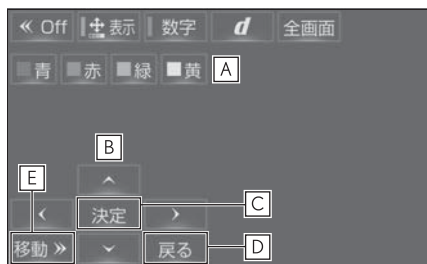 « Off 表示 数字 d 全画面
青 赤 緑 黄 A
B
E
決定 C
移動 » 戻る D